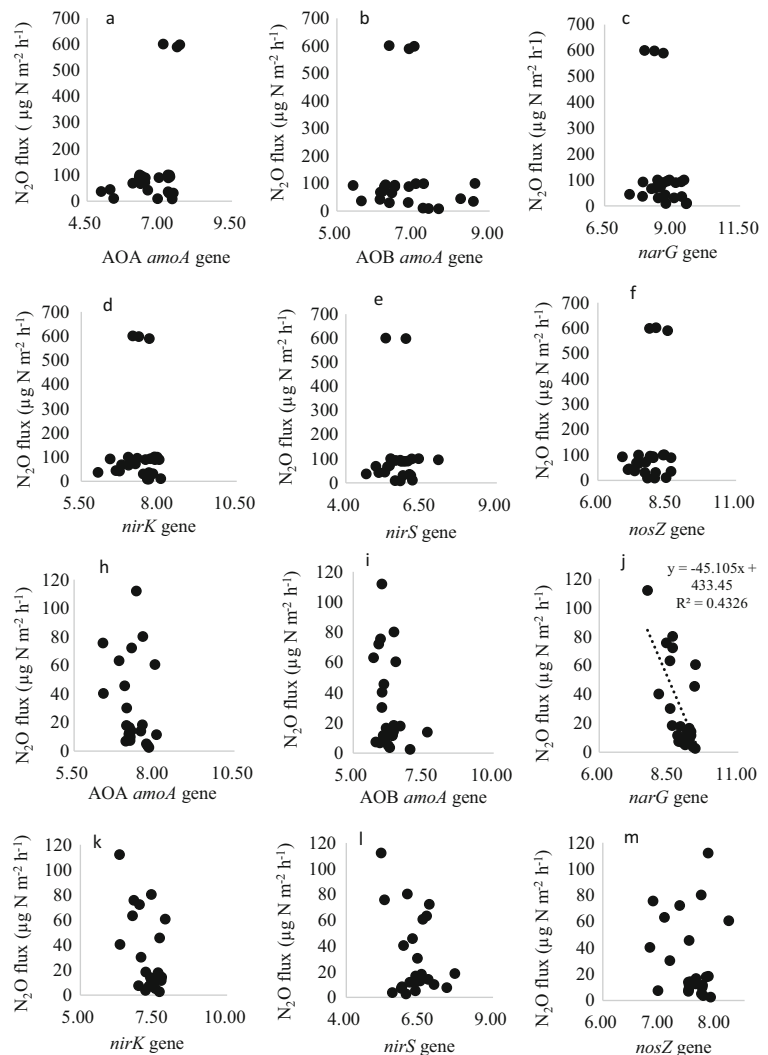 a
N₂O flux ( µg N m⁻² h⁻¹)
700
600
500
400
300
200
100
0
4.50 7.00 9.50
AOA amoA gene
b
N₂O flux (µg N m⁻² h⁻¹)
700
600
500
400
300
200
100
0
5.00 7.00 9.00
AOB amoA gene
c
N₂O flux (µg N m⁻² h⁻¹)
700
600
500
400
300
200
100
0
6.50 9.00 11.50
narG gene
d
N₂O flux (µg N m⁻² h⁻¹)
700
600
500
400
300
200
100
0
5.50 8.00 10.50
nirK gene
e
N₂O flux (µg N m⁻² h⁻¹)
700
600
500
400
300
200
100
0
4.00 6.50 9.00
nirS gene
f
N₂O flux (µg N m⁻² h⁻¹)
700
600
500
400
300
200
100
0
6.00 8.50 11.00
nosZ gene
h
N₂O flux (µg N m⁻² h⁻¹)
120
100
80
60
40
20
0
5.50 8.00 10.50
AOA amoA gene
i
N₂O flux (µg N m⁻² h⁻¹)
120
100
80
60
40
20
0
5.00 7.50 10.00
AOB amoA gene
j
y = -45.105x +
433.45
R² = 0.4326
N₂O flux (µg N m⁻² h⁻¹)
120
100
80
60
40
20
0
6.00 8.50 11.00
narG gene
k
N₂O flux (µg N m⁻² h⁻¹)
120
100
80
60
40
20
0
5.00 7.50 10.00
nirK gene
l
N₂O flux (µg N m⁻² h⁻¹)
120
100
80
60
40
20
0
4.00 6.50 9.00
nirS gene
m
N₂O flux (µg N m⁻² h⁻¹)
120
100
80
60
40
20
0
6.00 7.00 8.00
nosZ gene